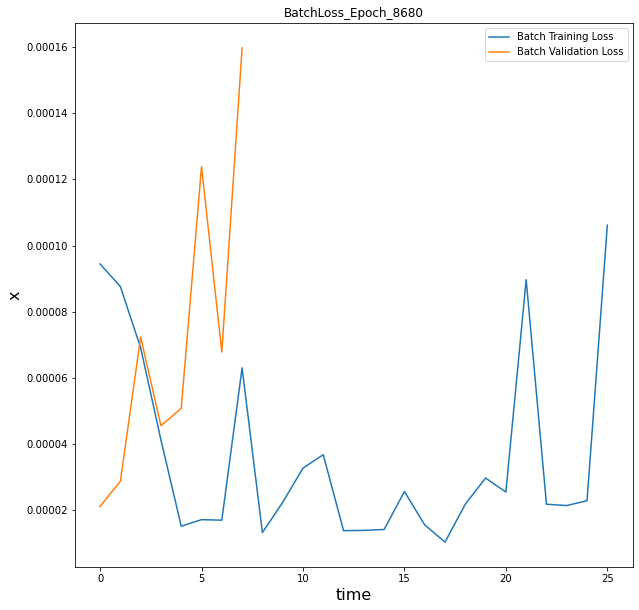 BatchLoss_Epoch_8680
Batch Training Loss
Batch Validation Loss
0.00016
0.00014
0.00012
0.00010
0.00008
0.00006
0.00004
0.00002
x
0 5 10 15 20 25
time